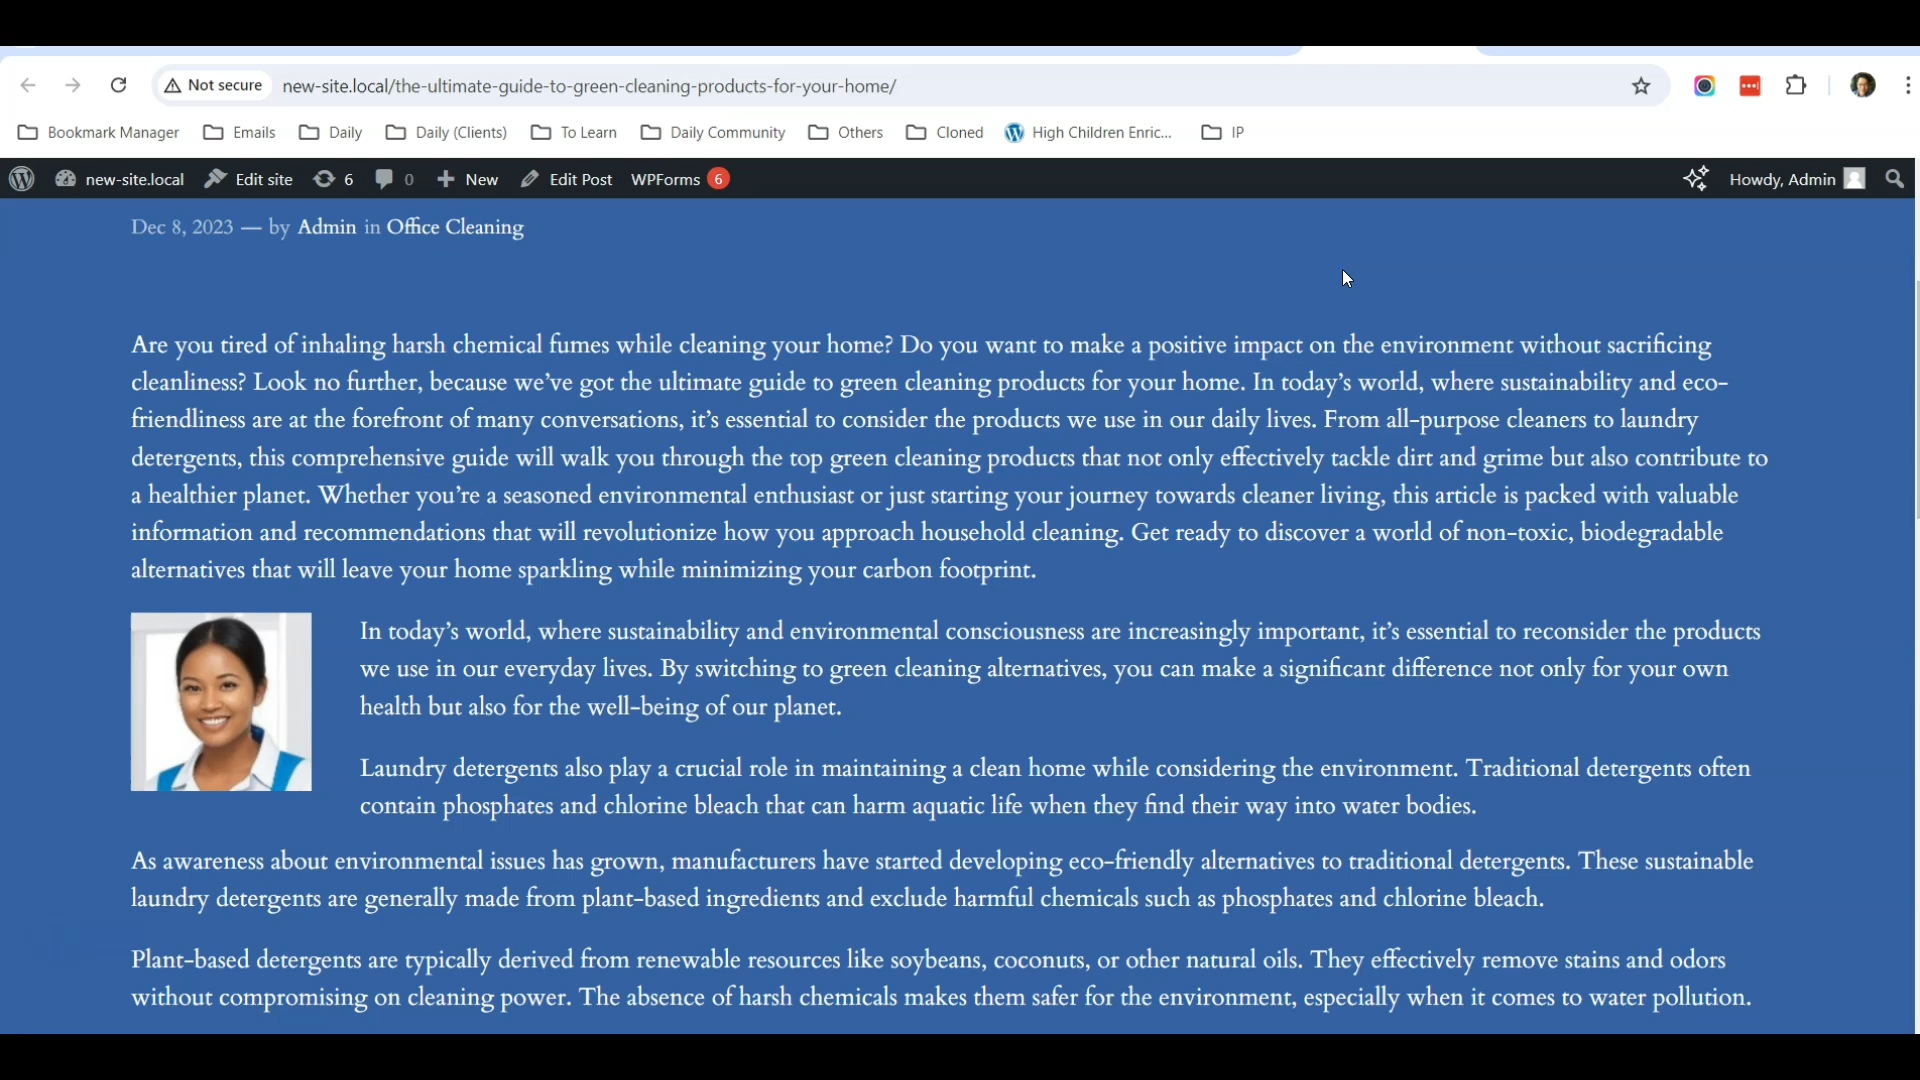 Not secure new-site.local/the-ultimate-guide-to-green-cleaning-products-for-your-home/
Bookmark Manager Emails Daily Daily (Clients) To Learn Daily Community Others Cloned High Children Enric... IP
new-site.local Edit site 6 0 New Edit Post WPForms 6 Howdy, Admin
Dec 8, 2023 — by Admin in Office Cleaning
Are you tired of inhaling harsh chemical fumes while cleaning your home? Do you want to make a positive impact on the environment without sacrificing
cleanliness? Look no further, because we’ve got the ultimate guide to green cleaning products for your home. In today’s world, where sustainability and eco-
friendliness are at the forefront of many conversations, it’s essential to consider the products we use in our daily lives. From all-purpose cleaners to laundry
detergents, this comprehensive guide will walk you through the top green cleaning products that not only effectively tackle dirt and grime but also contribute to
a healthier planet. Whether you’re a seasoned environmental enthusiast or just starting your journey towards cleaner living, this article is packed with valuable
information and recommendations that will revolutionize how you approach household cleaning. Get ready to discover a world of non-toxic, biodegradable
alternatives that will leave your home sparkling while minimizing your carbon footprint.
In today’s world, where sustainability and environmental consciousness are increasingly important, it’s essential to reconsider the products
we use in our everyday lives. By switching to green cleaning alternatives, you can make a significant difference not only for your own
health but also for the well-being of our planet.
Laundry detergents also play a crucial role in maintaining a clean home while considering the environment. Traditional detergents often
contain phosphates and chlorine bleach that can harm aquatic life when they find their way into water bodies.
As awareness about environmental issues has grown, manufacturers have started developing eco-friendly alternatives to traditional detergents. These sustainable
laundry detergents are generally made from plant-based ingredients and exclude harmful chemicals such as phosphates and chlorine bleach.
Plant-based detergents are typically derived from renewable resources like soybeans, coconuts, or other natural oils. They effectively remove stains and odors
without compromising on cleaning power. The absence of harsh chemicals makes them safer for the environment, especially when it comes to water pollution.